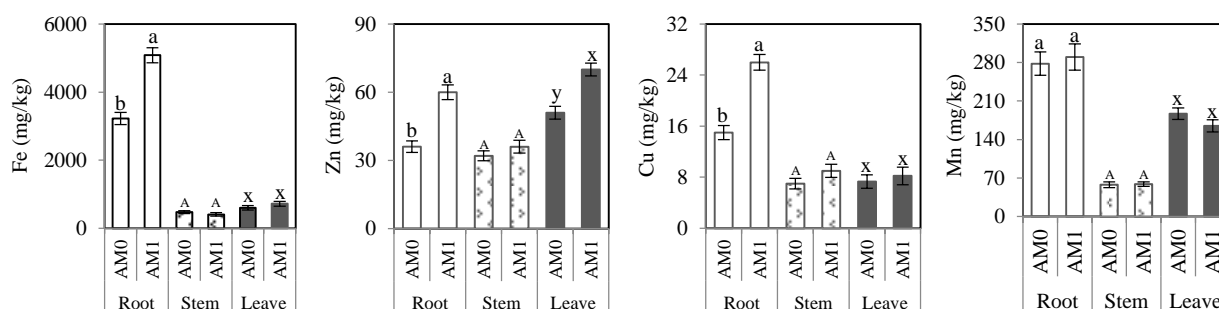 Fe (mg/kg)
6000
4000
2000
0
b
a
A
A
x
x
AM0
AM1
AM0
AM1
AM0
AM1
Root
Stem
Leave
Zn (mg/kg)
90
60
30
0
b
a
A
A
y
x
AM0
AM1
AM0
AM1
AM0
AM1
Root
Stem
Leave
Cu (mg/kg)
32
24
16
8
0
b
a
A
A
x
x
AM0
AM1
AM0
AM1
AM0
AM1
Root
Stem
Leave
Mn (mg/kg)
350
280
210
140
70
0
a
a
A
A
x
x
AM0
AM1
AM0
AM1
AM0
AM1
Root
Stem
Leave